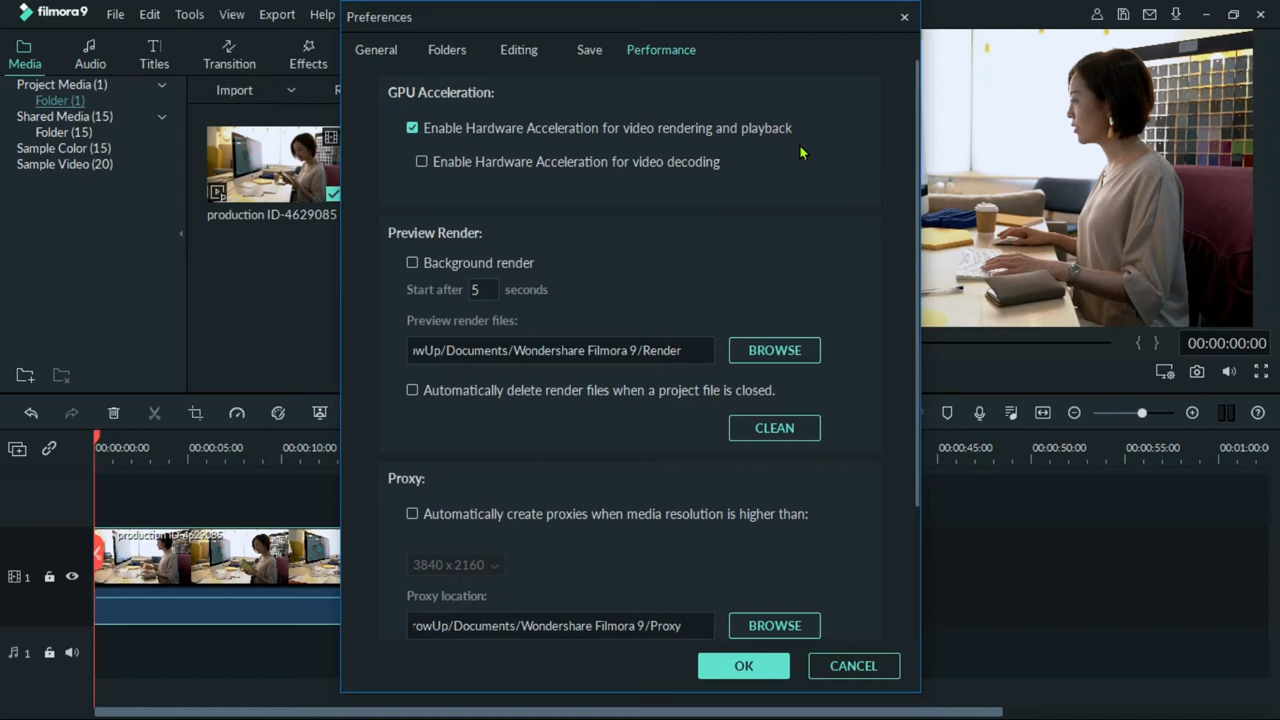 filmora9
File
Edit
Tools
View
Export
Help
Preferences
General
Folders
Editing
Save
Performance
Media
Audio
Titles
Transition
Effects
Project Media (1)
Folder (1)
Shared Media (15)
Folder (15)
Sample Color (15)
Sample Video (20)
Import
R
production ID-4629085
GPU Acceleration:
Enable Hardware Acceleration for video rendering and playback
Enable Hardware Acceleration for video decoding
Preview Render:
Background render
Start after 5 seconds
Preview render files:
wUp/Documents/Wondershare Filmora 9/Render
BROWSE
Automatically delete render files when a project file is closed.
CLEAN
Proxy:
Automatically create proxies when media resolution is higher than:
3840 x 2160
Proxy location:
rowUp/Documents/Wondershare Filmora 9/Proxy
BROWSE
OK
CANCEL
00:00:00:00
00:00:00:00
00:00:05:00
00:00:10:00
00:00:45:00
00:00:50:00
00:00:55:00
00:01:00:0
production ID-4629085
1
1